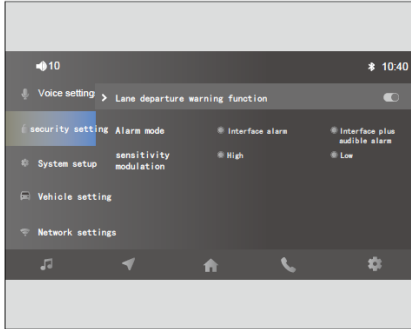 10
10:40
Voice setting
Lane departure warning function
security setting
Alarm mode
Interface alarm
Interface plus
audible alarm
System setup
sensitivity
modulation
High
Low
Vehicle setting
Network settings